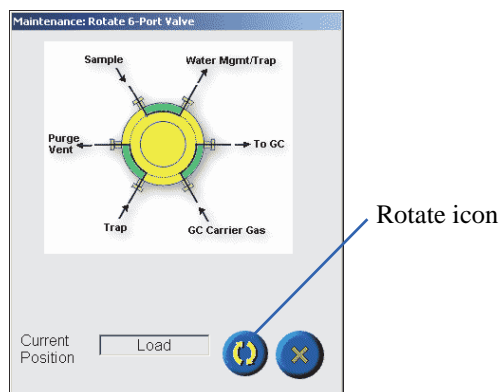 Maintenance: Rotate 6-Port Valve
Sample
Water Mgmt/Trap
Purge
Vent
To GC
Trap
GC Carrier Gas
Rotate icon
Current
Position
Load